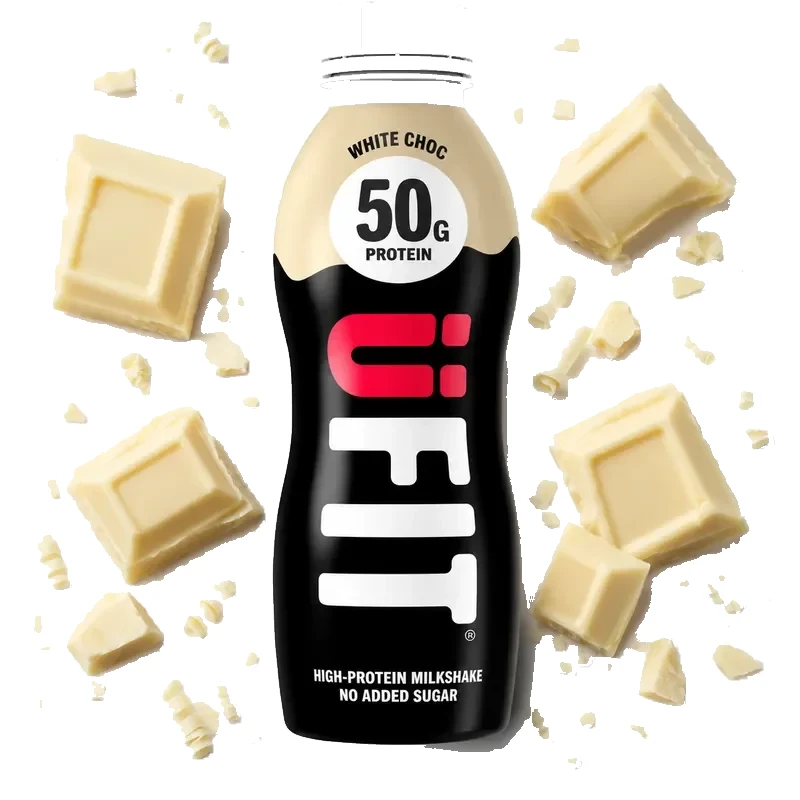 WHITE CHOC
50G
PROTEIN
ÜFIT®
HIGH-PROTEIN MILKSHAKE
NO ADDED SUGAR